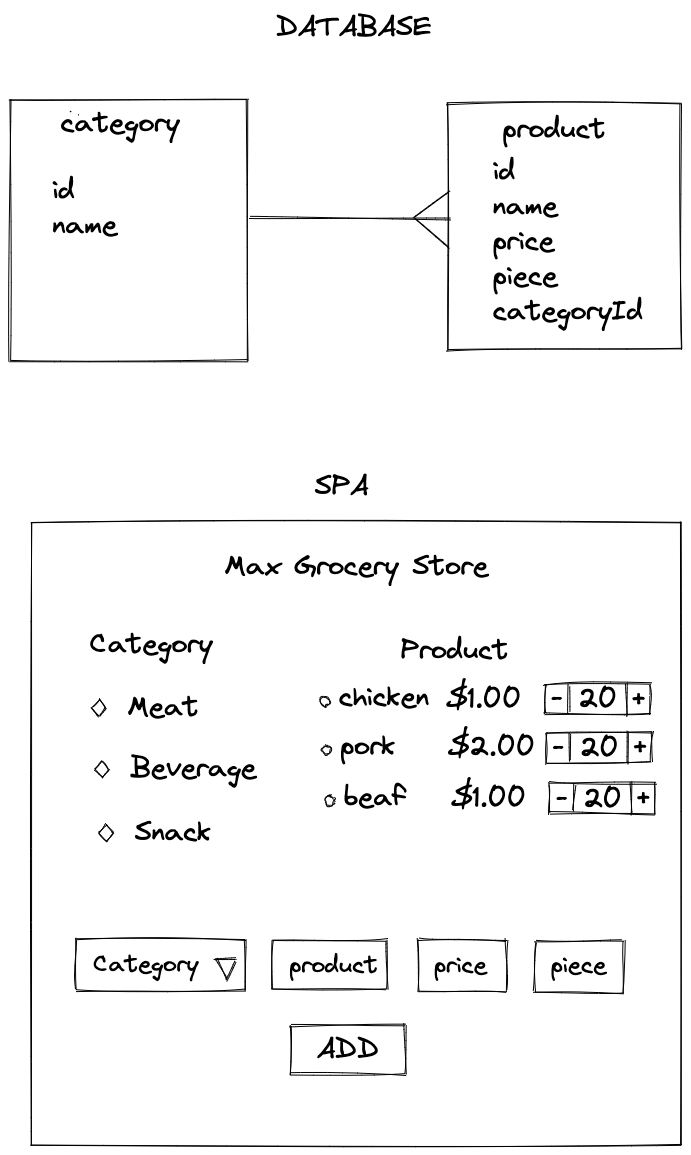 DATABASE
category
id
name
product
id
name
price
piece
categoryId
SPA
Max Grocery Store
Category
Meat
Beverage
Snack
Product
chicken $1.00 - 20 +
pork $2.00 - 20 +
beaf $1.00 - 20 +
Category product price piece
ADD